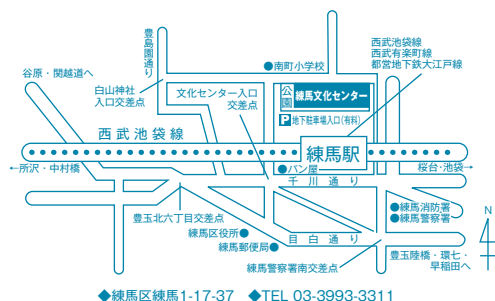 豊島園通り
西武池袋線
西武有楽町線
都営地下鉄大江戸線
谷原・関越道へ
●南町小学校
白山神社
入口交差点
文化センター入口
交差点
公園
練馬文化センター
P地下駐車場入口(有料)
西武池袋線
練馬駅
←所沢・中村橋
●パン屋
桜台・池袋→
千川通り
●練馬消防署
●練馬警察署
豊玉北六丁目交差点
練馬区役所●
練馬郵便局●
目白通り
N
練馬警察署南交差点
豊玉陸橋・環七・
早稲田へ
◆練馬区練馬1-17-37 ◆TEL 03-3993-3311